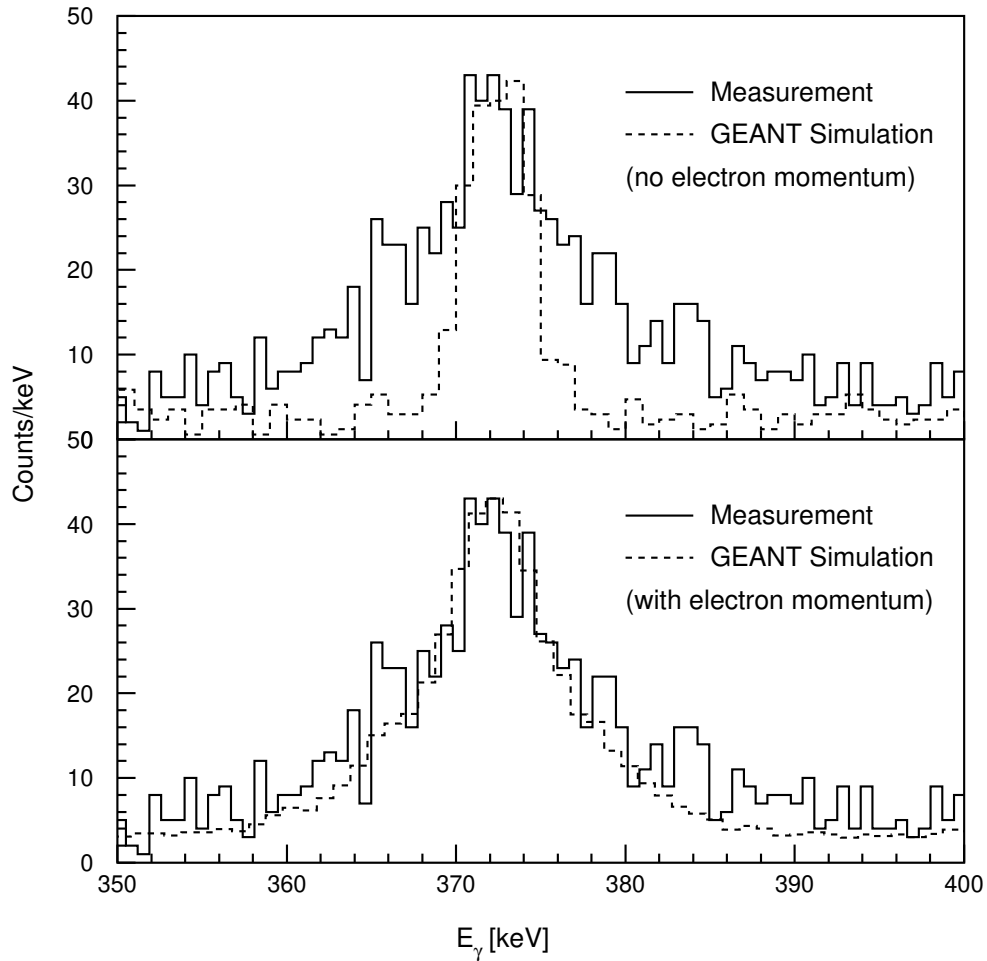 50
40
30
20
10
Measurement
GEANT Simulation
(no electron momentum)
Counts/keV
50
40
30
20
10
0
Measurement
GEANT Simulation
(with electron momentum)
350 360 370 380 390 400
Eγ [keV]